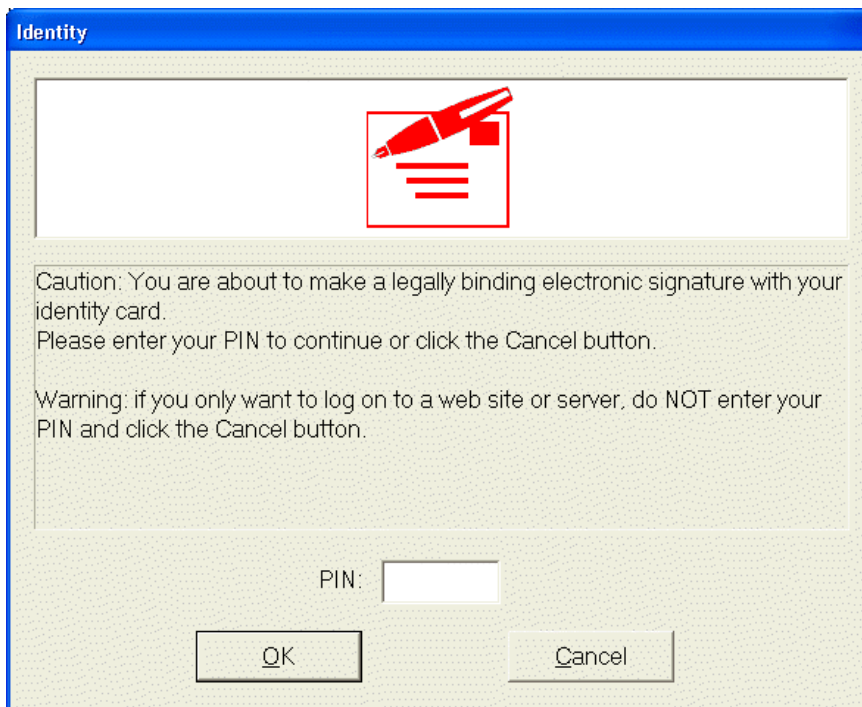 Identity
Caution: You are about to make a legally binding electronic signature with your
identity card.
Please enter your PIN to continue or click the Cancel button.
Warning: if you only want to log on to a web site or server, do NOT enter your
PIN and click the Cancel button.
PIN:
OK
Cancel